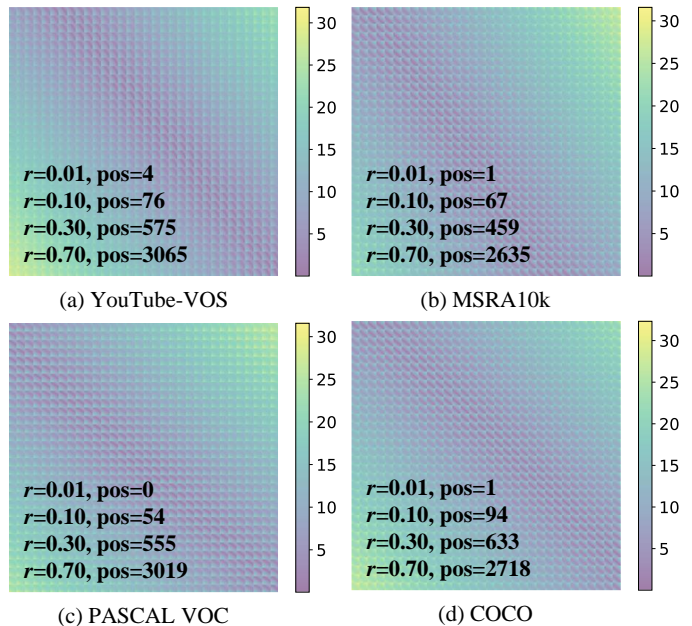 30
25
20
15
10
5
r=0.01, pos=4
r=0.10, pos=76
r=0.30, pos=575
r=0.70, pos=3065
(a) YouTube-VOS
30
25
20
15
10
5
r=0.01, pos=1
r=0.10, pos=67
r=0.30, pos=459
r=0.70, pos=2635
(b) MSRA10k
30
25
20
15
10
5
r=0.01, pos=0
r=0.10, pos=54
r=0.30, pos=555
r=0.70, pos=3019
(c) PASCAL VOC
30
25
20
15
10
5
r=0.01, pos=1
r=0.10, pos=94
r=0.30, pos=633
r=0.70, pos=2718
(d) COCO